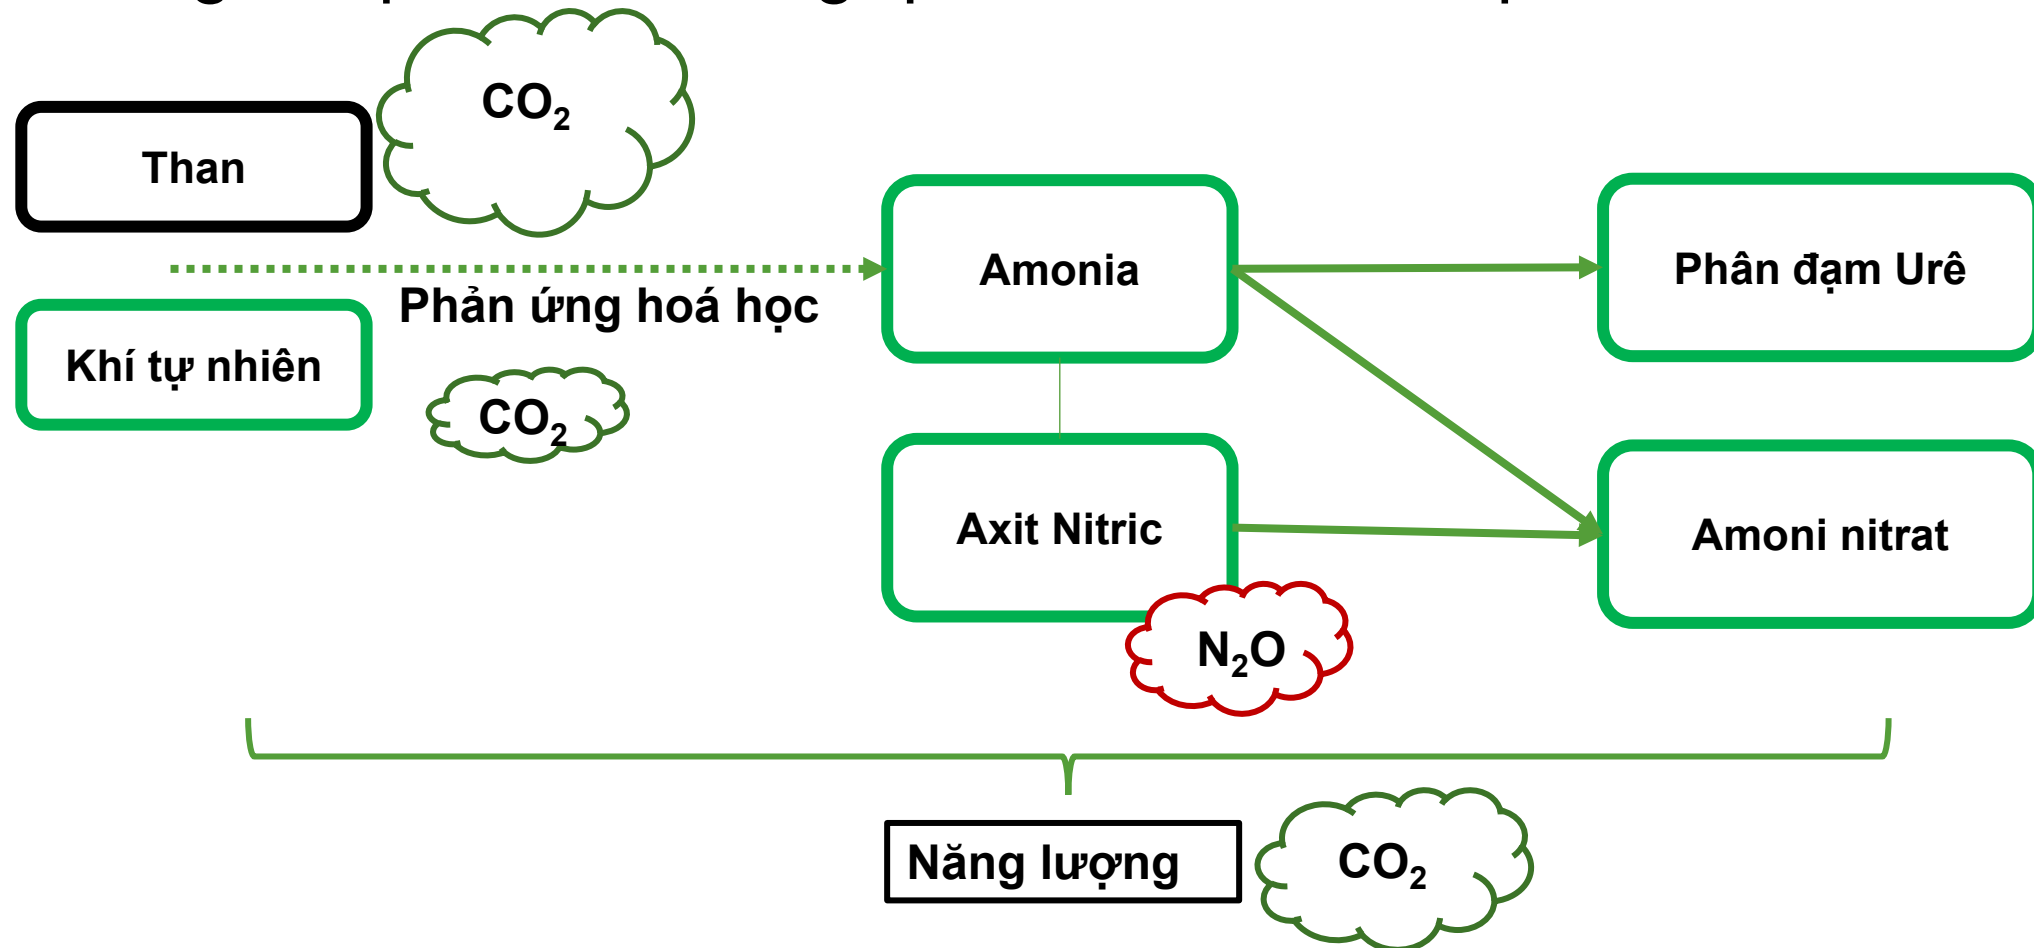 CO₂
Than
Amonia
Phân đạm Urê
Phản ứng hoá học
Khí tự nhiên
CO₂
Axit Nitric
Amoni nitrat
N₂O
Năng lượng
CO₂